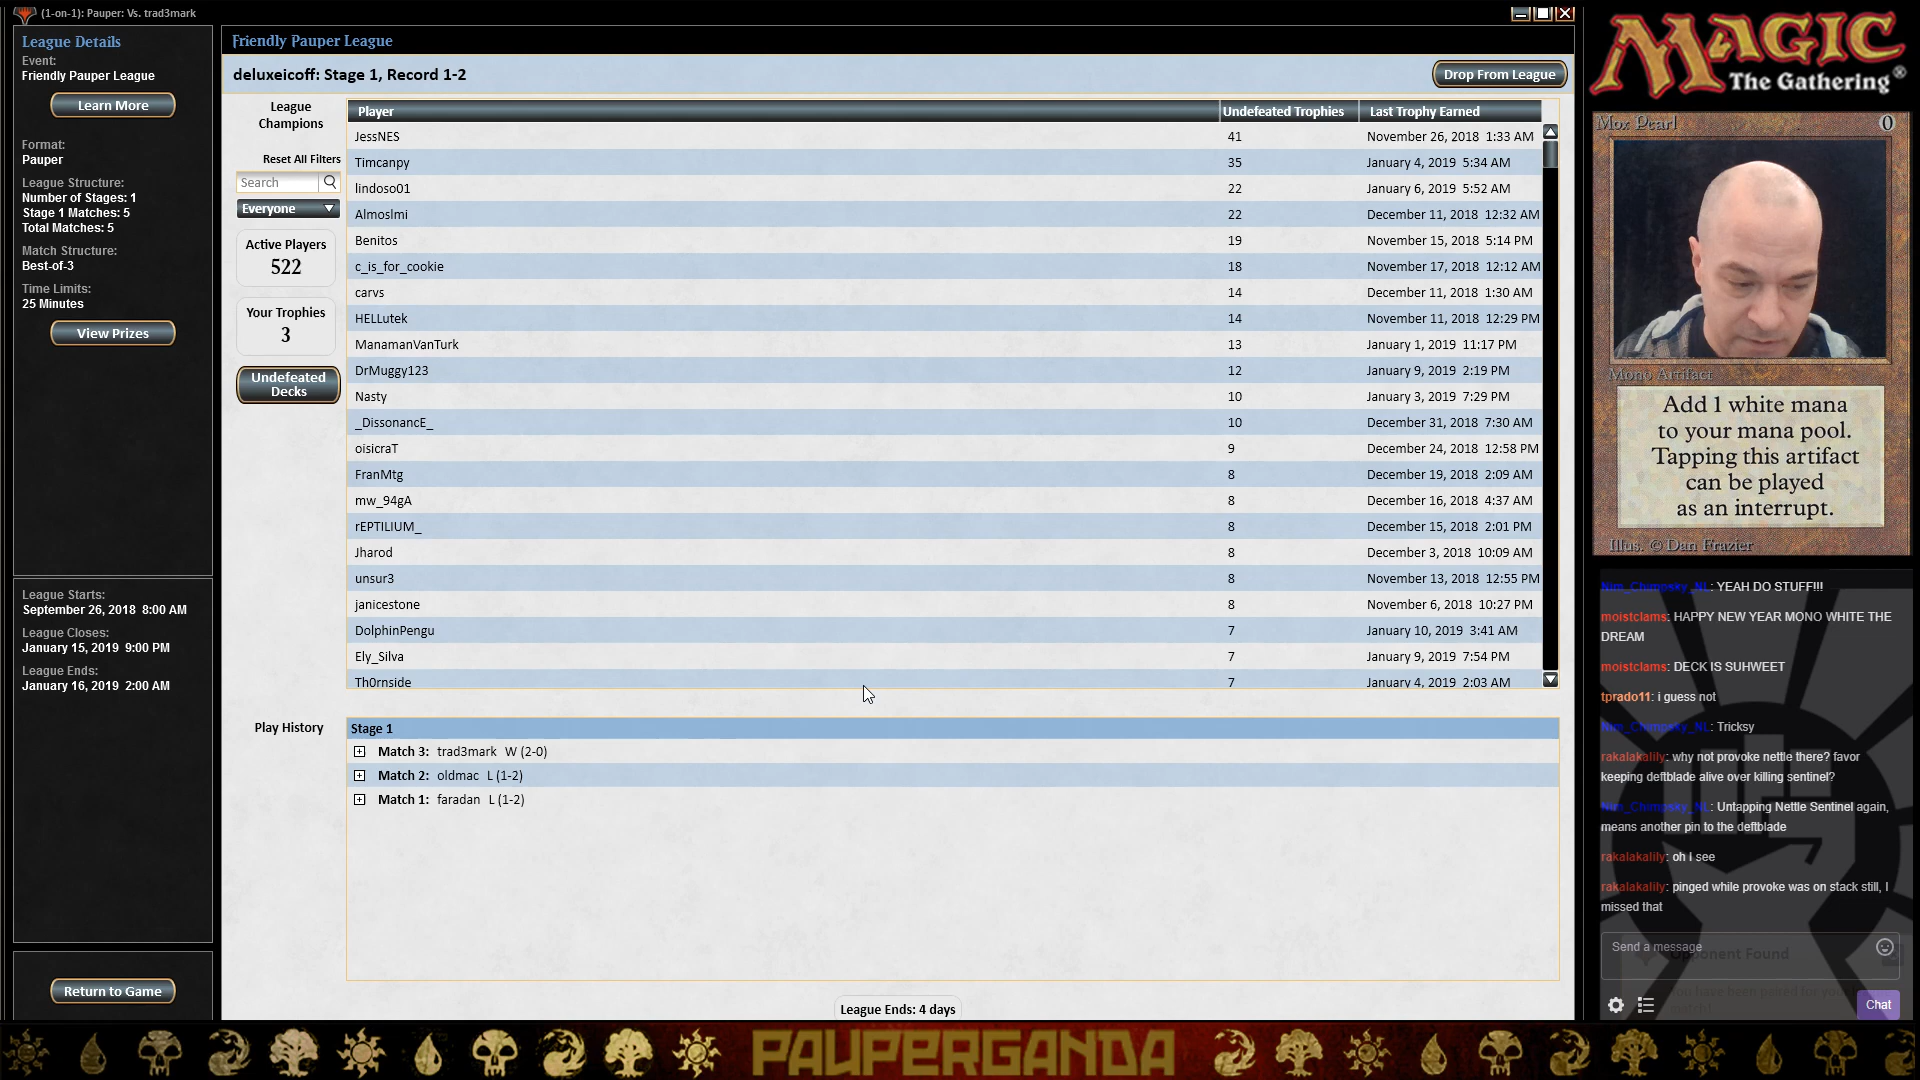 (1-on-1): Pauper: Vs. trad3mark
League Details
Event:
Friendly Pauper League
Learn More
Format:
Pauper
League Structure:
Number of Stages: 1
Stage 1 Matches: 5
Total Matches: 5
Match Structure:
Best-of-3
Time Limits:
25 Minutes
View Prizes
League Starts:
September 26, 2018 8:00 AM
League Closes:
January 15, 2019 9:00 PM
League Ends:
January 16, 2019 2:00 AM
Return to Game
Friendly Pauper League
deluxeicoff: Stage 1, Record 1-2
Drop From League
League
Champions
Reset All Filters
Search
Everyone
Active Players
522
Your Trophies
3
Undefeated
Decks
Player Undefeated Trophies Last Trophy Earned
JessNES 41 November 26, 2018 1:33 AM
Timcanpy 35 January 4, 2019 5:34 AM
lindoso01 22 January 6, 2019 5:52 AM
Almoslmi 22 December 11, 2018 12:32 AM
Benitos 19 November 15, 2018 5:14 PM
c_is_for_cookie 18 November 17, 2018 12:12 AM
carvs 14 December 11, 2018 1:30 AM
HELLutek 14 November 11, 2018 12:29 PM
ManamanVanTurk 13 January 1, 2019 11:17 PM
DrMuggy123 12 January 9, 2019 2:19 PM
Nasty 10 January 3, 2019 7:29 PM
_DissonancE_ 10 December 31, 2018 7:30 AM
oisicraT 9 December 24, 2018 12:58 PM
FranMtg 8 December 19, 2018 2:09 AM
mw_94gA 8 December 16, 2018 4:37 AM
rEPTILIUM_ 8 December 15, 2018 2:01 PM
Jharod 8 December 3, 2018 10:09 AM
unsur3 8 November 13, 2018 12:55 PM
janicestone 8 November 6, 2018 10:27 PM
DolphinPengu 7 January 10, 2019 3:41 AM
Ely_Silva 7 January 9, 2019 7:54 PM
Th0rnside 7 January 4, 2019 2:03 AM
Play History
Stage 1
Match 3: trad3mark W (2-0)
Match 2: oldmac L (1-2)
Match 1: faradan L (1-2)
League Ends: 4 days
MAGIC
The Gathering®
Mox Pearl 0
Mono Artifact
Add 1 white mana
to your mana pool.
Tapping this artifact
can be played
as an interrupt.
Illus. © Dan Frazier
Nim_Chimpsky_NL: YEAH DO STUFF!!!
moistclams: HAPPY NEW YEAR MONO WHITE THE
DREAM
moistclams: DECK IS SUHWEET
tprado11: i guess not
Nim_Chimpsky_NL: Tricksy
rakalakalily: why not provoke nettle there? favor
keeping deftblade alive over killing sentinel?
Nim_Chimpsky_NL: Untapping Nettle Sentinel again,
means another pin to the deftblade
rakalakalily: oh I see
rakalakalily: pinged while provoke was on stack still, I
missed that
Send a message
Opponent Found
Chat
PAUPERGANDA